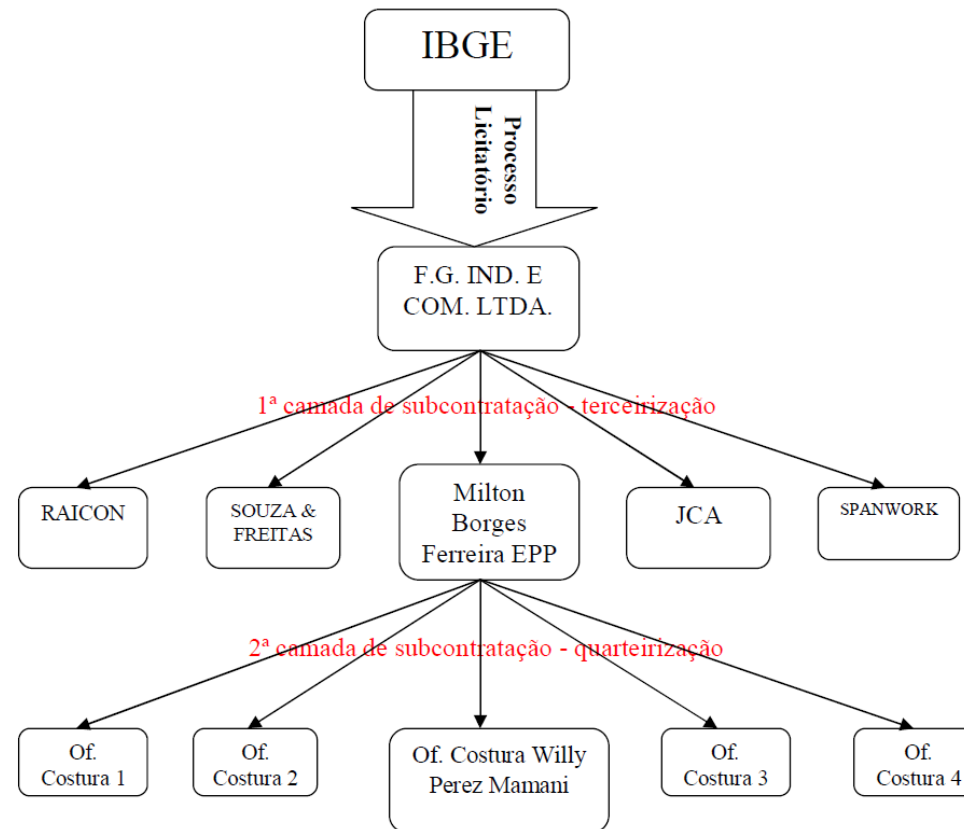 IBGE
Processo
Licitatório
F.G. IND. E
COM. LTDA.
1ª camada de subcontratação - terceirização
RAICON
SOUZA &
FREITAS
Milton
Borges
Ferreira EPP
JCA
SPANWORK
2ª camada de subcontratação - quarteirização
Of.
Costura 1
Of.
Costura 2
Of. Costura Willy
Perez Mamani
Of.
Costura 3
Of.
Costura 4